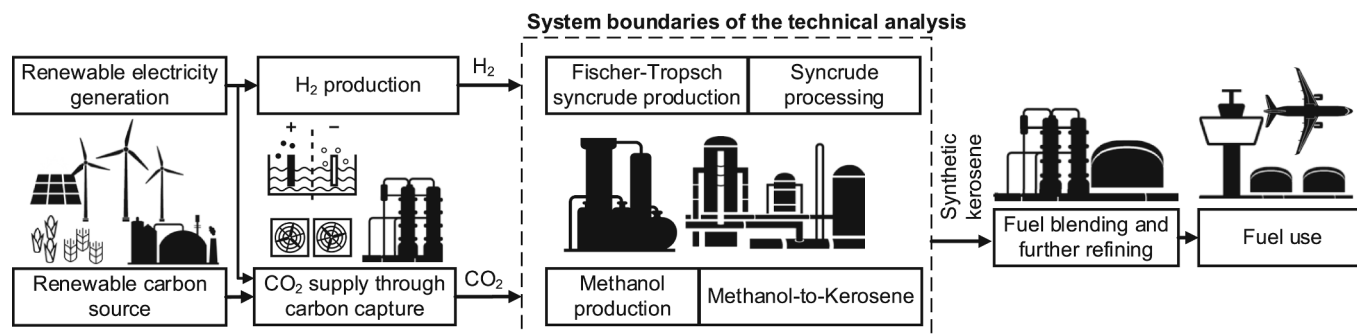 System boundaries of the technical analysis
Renewable electricity
generation
H₂ production
H₂
Fischer-Tropsch
syncrude production
Syncrude
processing
+
−
Synthetic
kerosene
Renewable carbon
source
CO₂ supply through
carbon capture
CO₂
Methanol
production
Methanol-to-Kerosene
Fuel blending and
further refining
Fuel use